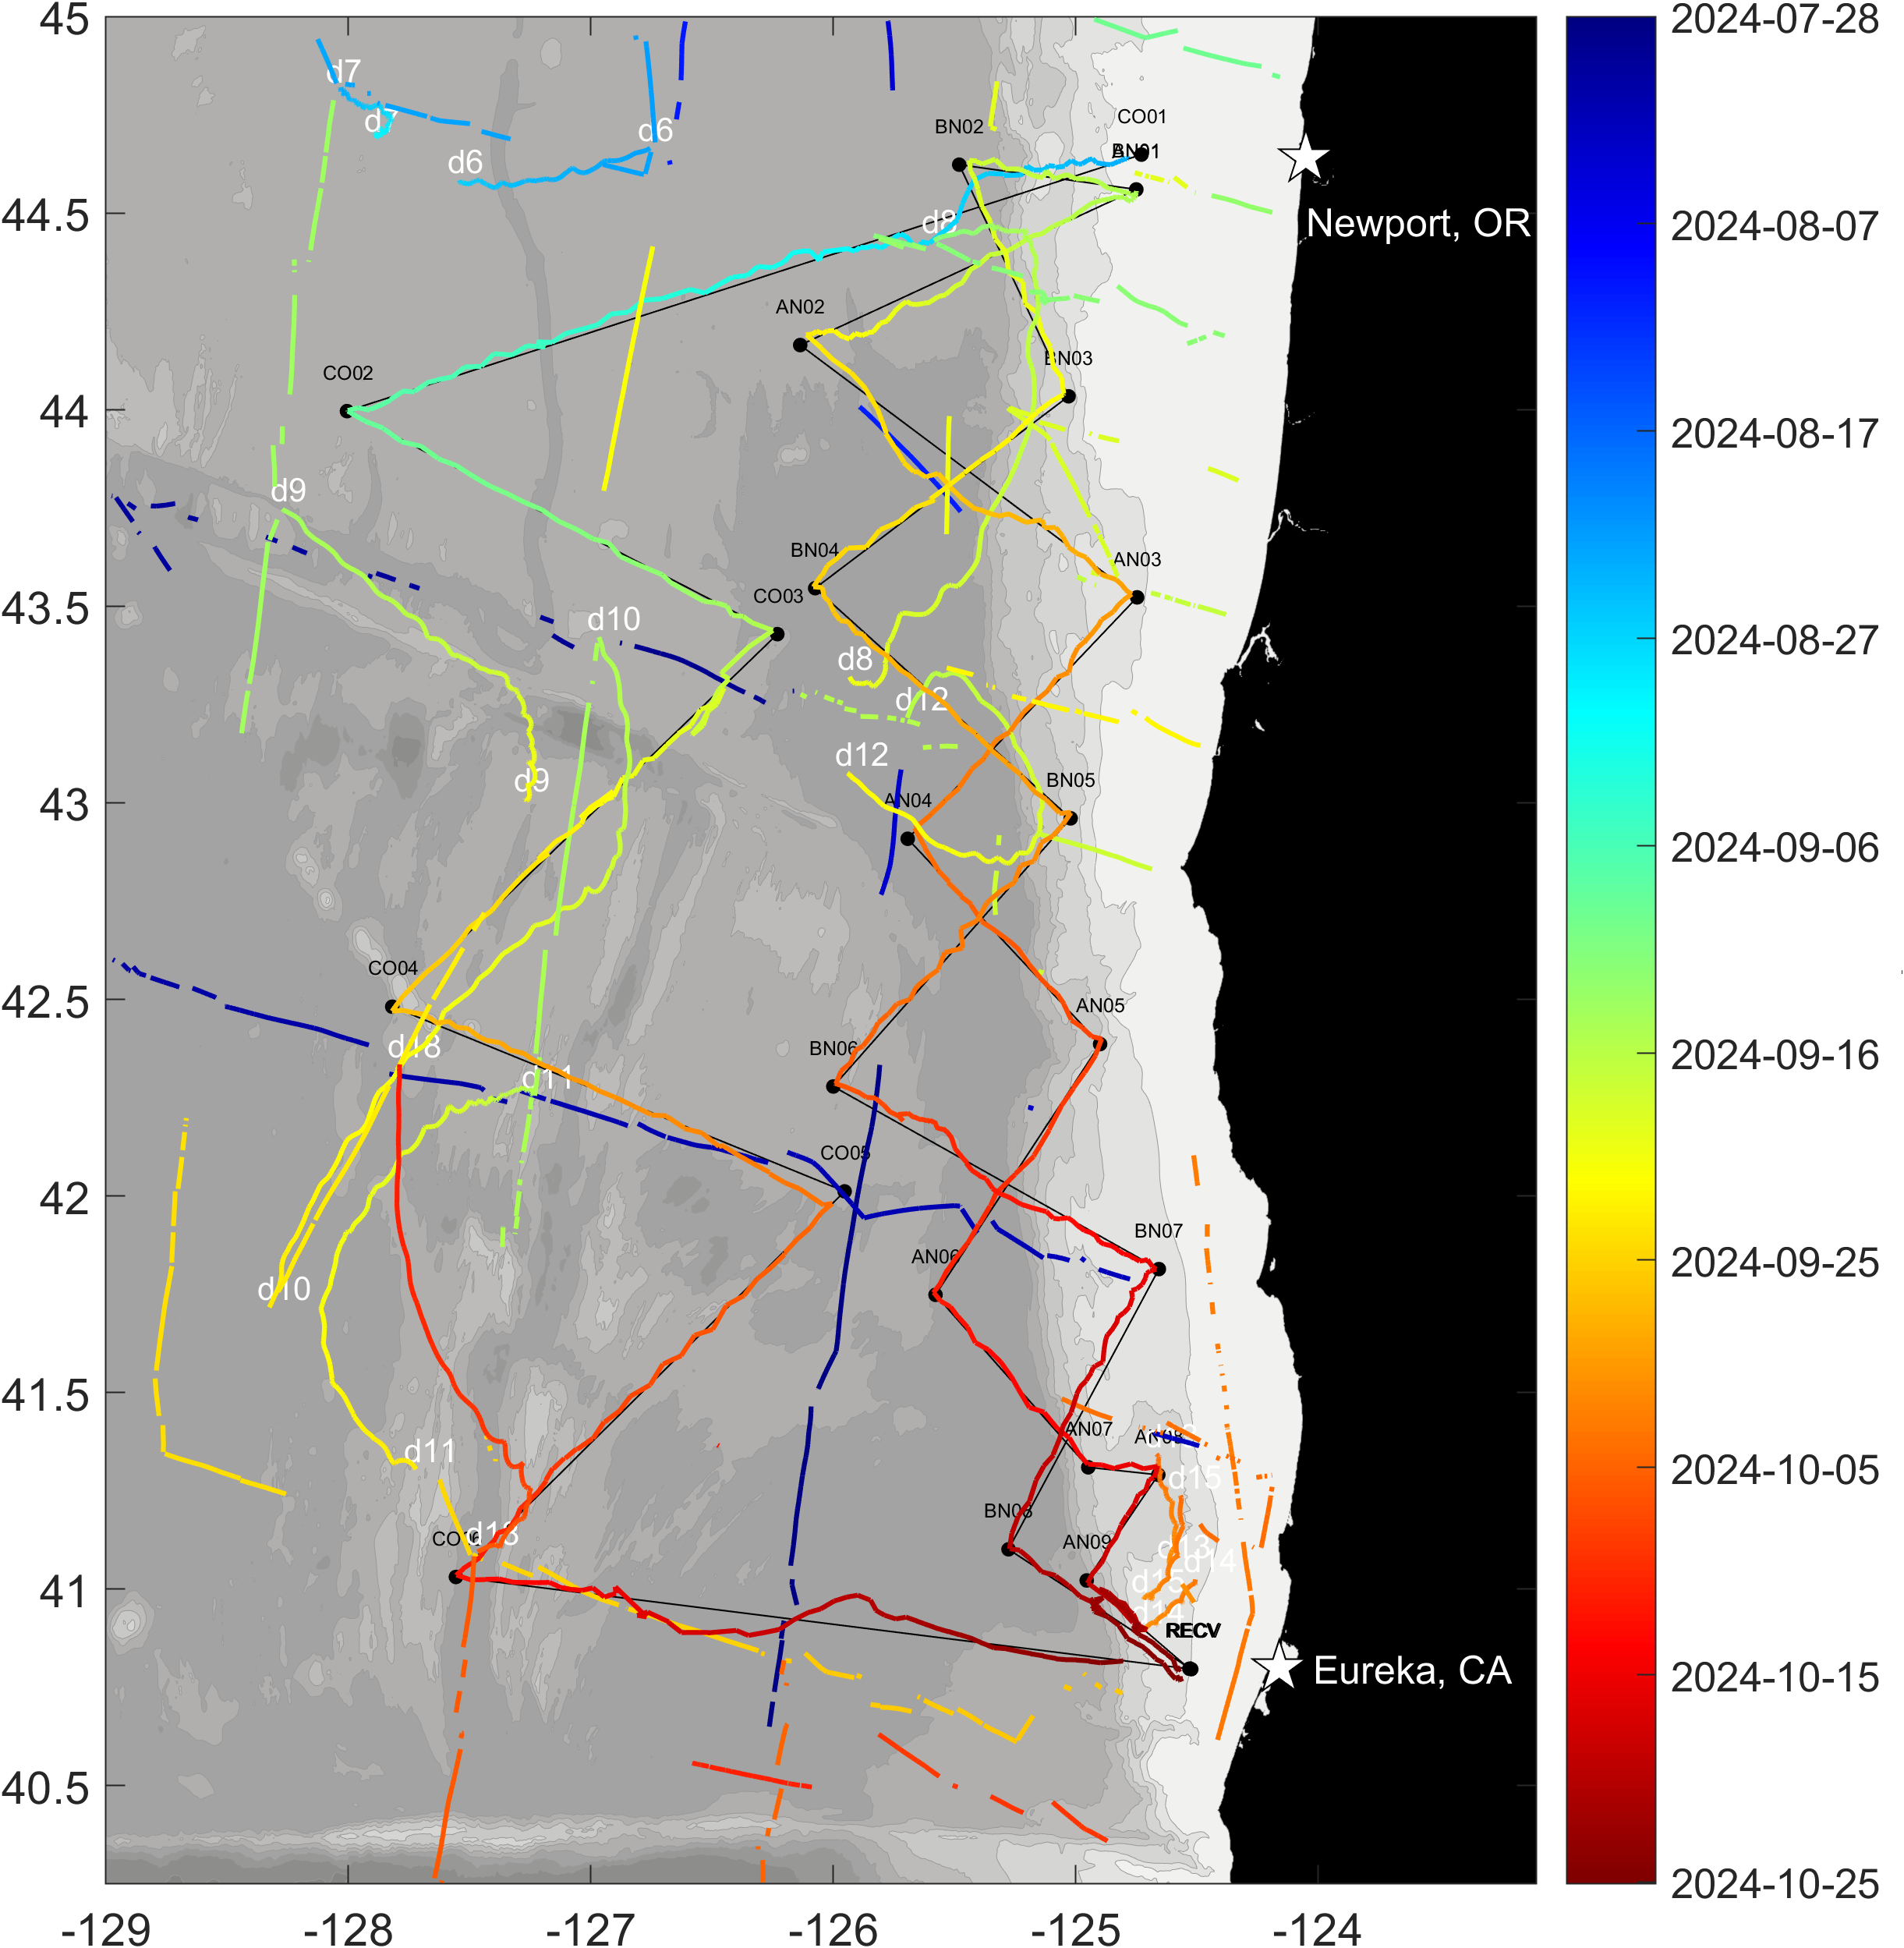 45
44.5
44
43.5
43
42.5
42
41.5
41
40.5
-129
-128
-127
-126
-125
-124
2024-07-28
2024-08-07
2024-08-17
2024-08-27
2024-09-06
2024-09-16
2024-09-25
2024-10-05
2024-10-15
2024-10-25
d7
d7
d6
d6
BN02
CO01
BN01
Newport, OR
d8
AN02
BN03
CO02
d9
BN04
AN03
CO03
d10
d8
d12
d12
d9
BN05
AN04
CO04
AN05
d18
BN06
d11
CO05
BN07
AN06
d10
AN07
AN08
d11
d15
BN08
d13
AN09
d13
d14
d15
d14
RECV
Eureka, CA